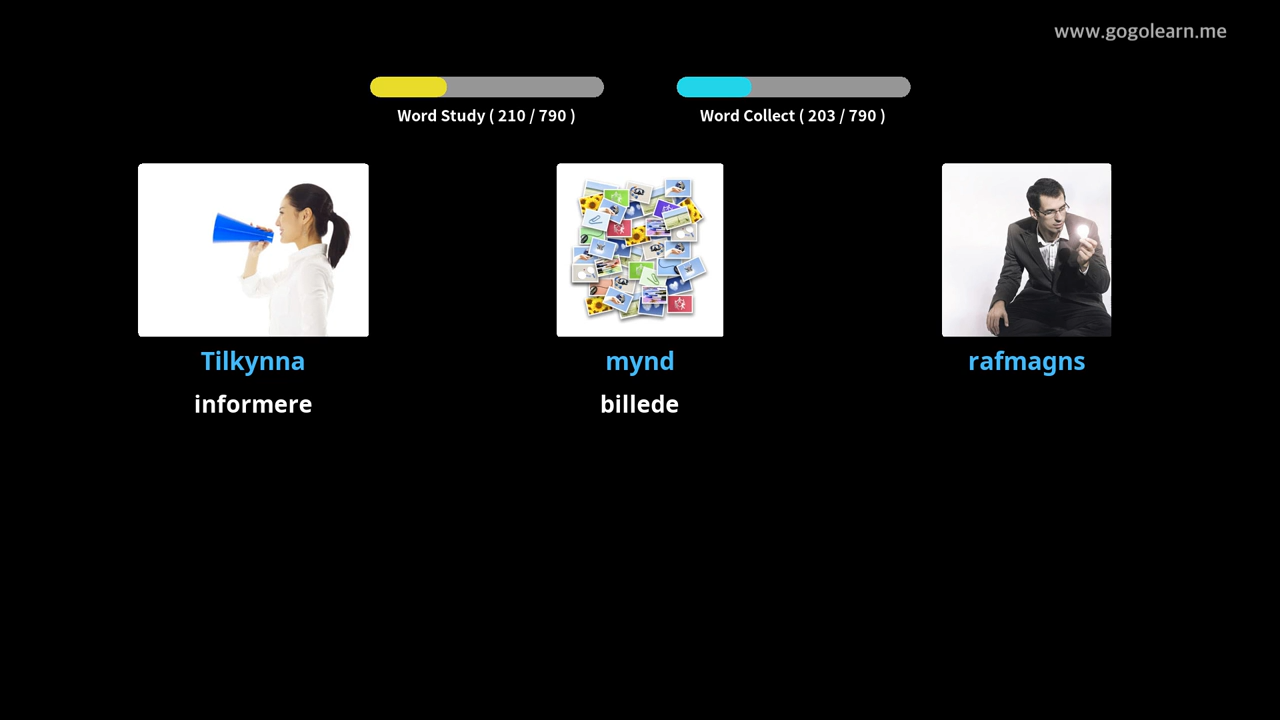 www.gogolearn.me
Word Study ( 210 / 790 )
Word Collect ( 203 / 790 )
Tilkynna
mynd
rafmagns
informere
billede